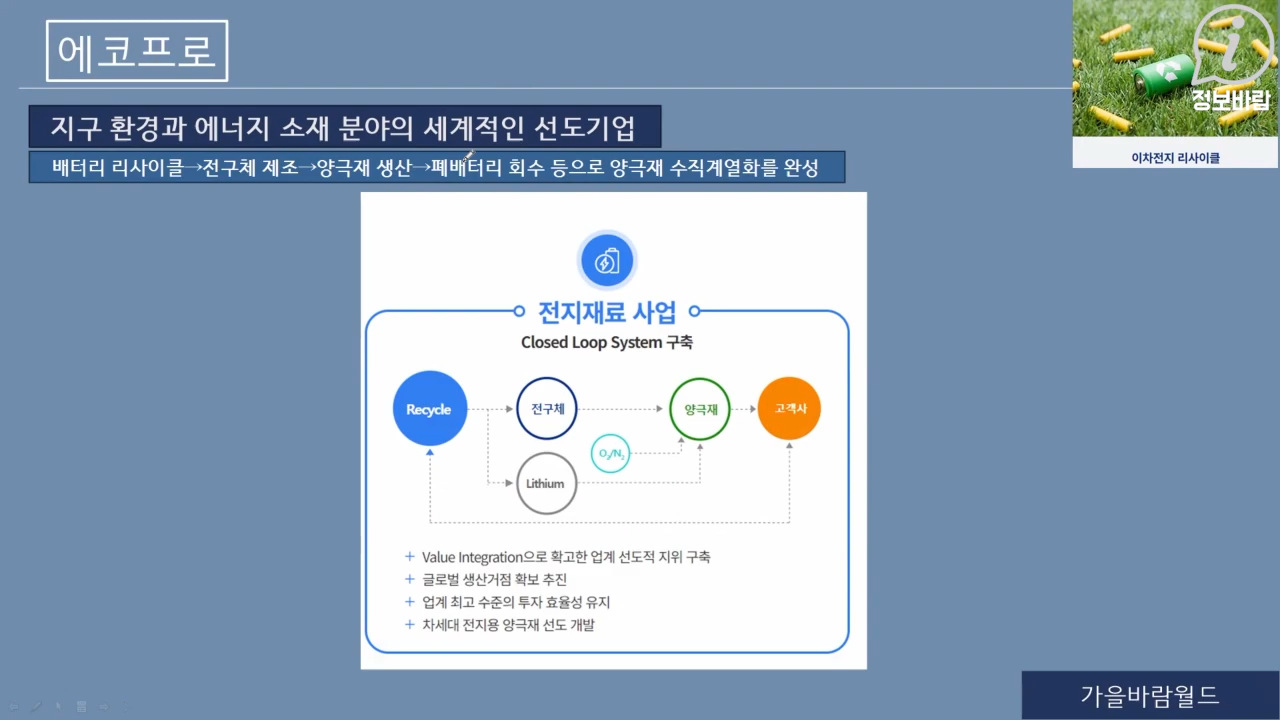 에코프로
정보바람
지구 환경과 에너지 소재 분야의 세계적인 선도기업
이차전지 리사이클
배터리 리사이클→전구체 제조→양극재 생산→폐배터리 회수 등으로 양극재 수직계열화를 완성
전지재료 사업
Closed Loop System 구축
Recycle
전구체
양극재
고객사
O₂/N₂
Lithium
+ Value Integration으로 확고한 업계 선도적 지위 구축
+ 글로벌 생산거점 확보 추진
+ 업계 최고 수준의 투자 효율성 유지
+ 차세대 전지용 양극재 선도 개발
가을바람월드